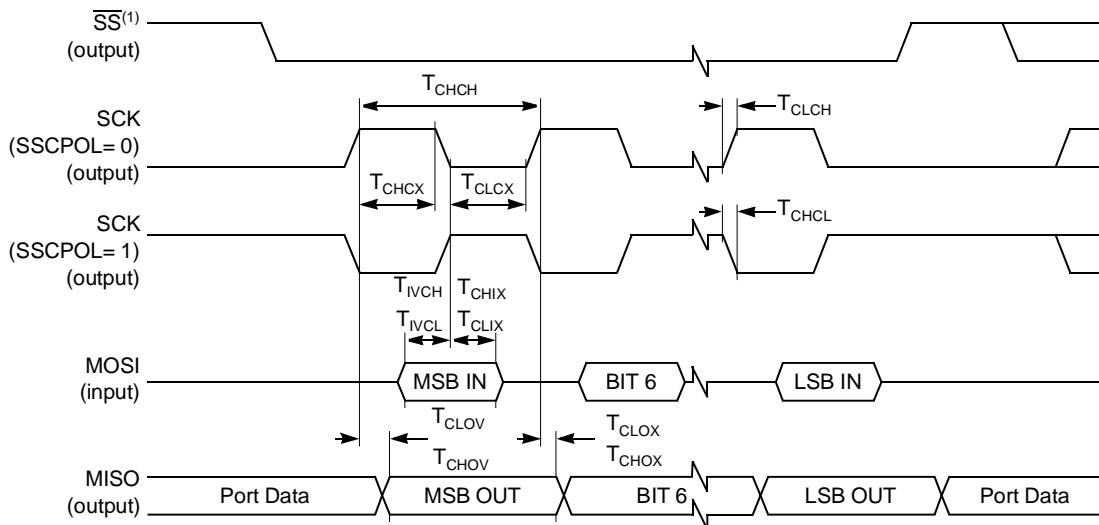 SS(1)
(output)
TCHCH
SCK
(SSCPOL= 0)
(output)
TCLCH
TCHCX
TCLCX
SCK
(SSCPOL= 1)
(output)
TCHCL
TIVCH
TCHIX
TIVCL
TCLIX
MOSI
(input)
MSB IN
BIT 6
LSB IN
TCLOV
TCLOX
TCHOV
TCHOX
MISO
(output)
Port Data
MSB OUT
BIT 6
LSB OUT
Port Data